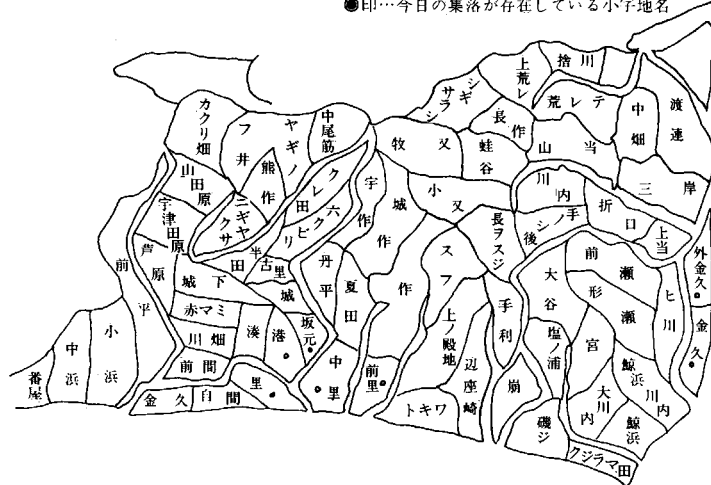 ●印…今日の集落が存在している小字地名
上荒レ
捨川
シギサラシ
荒レテ
長作
中畑
渡連
カクリ畑
フ井
ヤギノ
中尾筋
熊作
牧又
蛙谷
山当
三岸
山田原
クレ田
六クビリ
宇作
城作
小又
川内
折口
上当
宇津田原
ニギヤクサ
長ヲスジ
後シノ手
外金久
前平
芦原
田
半古里
丹平
スフ
前瀬
城下
城
夏田
作
大谷
形瀬
ヒ川
金久
赤マミ
湊
港
坂元
上ノ殿地
手利
塩ノ浦
宮
小浜
川畑
中里
前里
辺座崎
鯨浜
川内
中浜
前間
里
崩
大川内
番屋
金久
白間
トキワ
磯ジ
鯨浜
クジラマ田